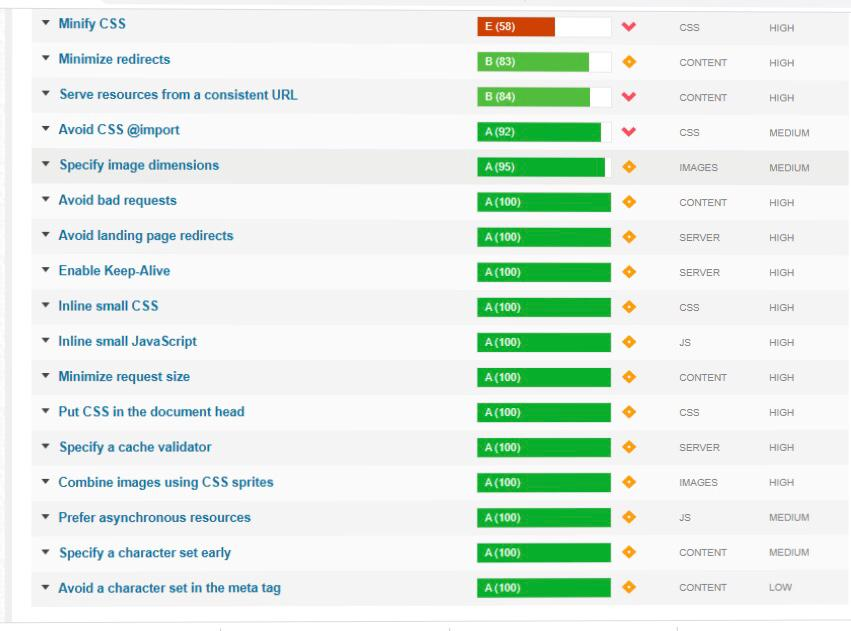 Minify CSS E (58) CSS HIGH
Minimize redirects B (83) CONTENT HIGH
Serve resources from a consistent URL B (84) CONTENT HIGH
Avoid CSS @import A (92) CSS MEDIUM
Specify image dimensions A (95) IMAGES MEDIUM
Avoid bad requests A (100) CONTENT HIGH
Avoid landing page redirects A (100) SERVER HIGH
Enable Keep-Alive A (100) SERVER HIGH
Inline small CSS A (100) CSS HIGH
Inline small JavaScript A (100) JS HIGH
Minimize request size A (100) CONTENT HIGH
Put CSS in the document head A (100) CSS HIGH
Specify a cache validator A (100) SERVER HIGH
Combine images using CSS sprites A (100) IMAGES HIGH
Prefer asynchronous resources A (100) JS MEDIUM
Specify a character set early A (100) CONTENT MEDIUM
Avoid a character set in the meta tag A (100) CONTENT LOW